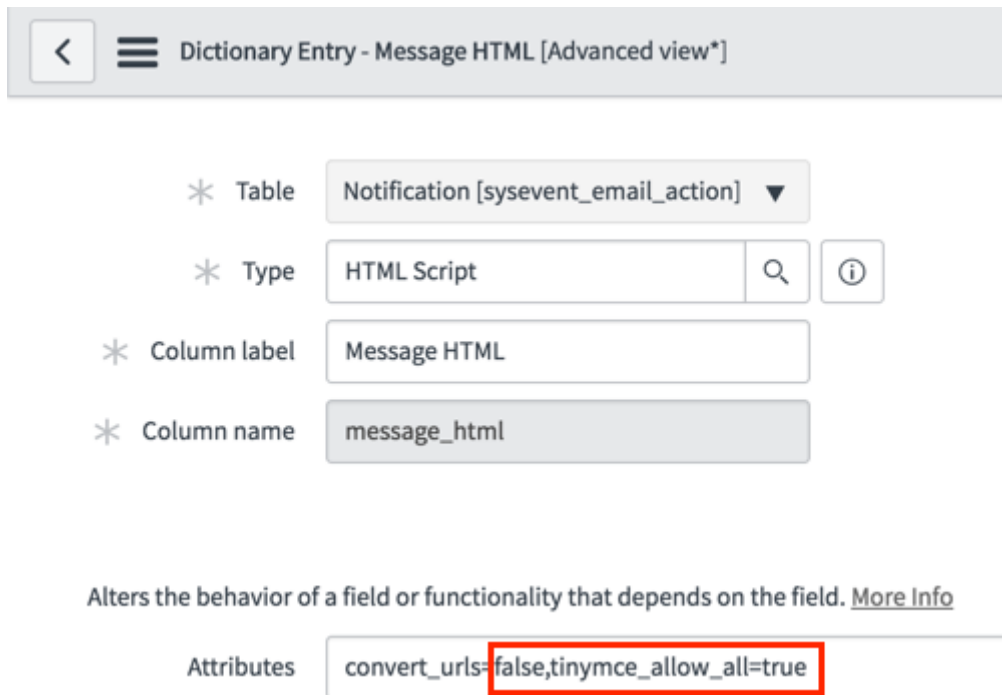 Dictionary Entry - Message HTML [Advanced view*]
Table Notification [sysevent_email_action]
Type HTML Script
Column label Message HTML
Column name message_html
Alters the behavior of a field or functionality that depends on the field. More Info
Attributes convert_urls=false,tinymce_allow_all=true